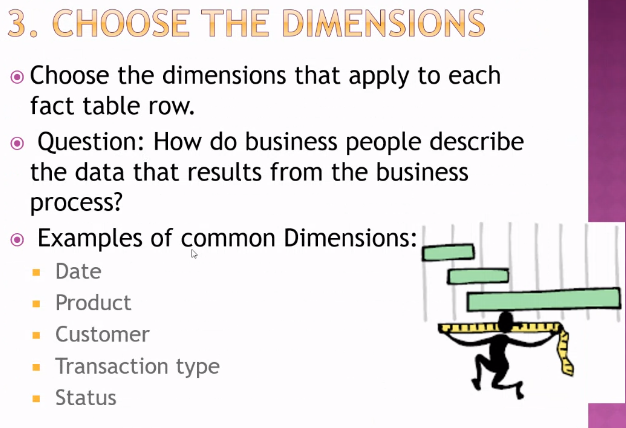 3. CHOOSE THE DIMENSIONS
Choose the dimensions that apply to each
fact table row.
Question: How do business people describe
the data that results from the business
process?
Examples of common Dimensions:
Date
Product
Customer
Transaction type
Status